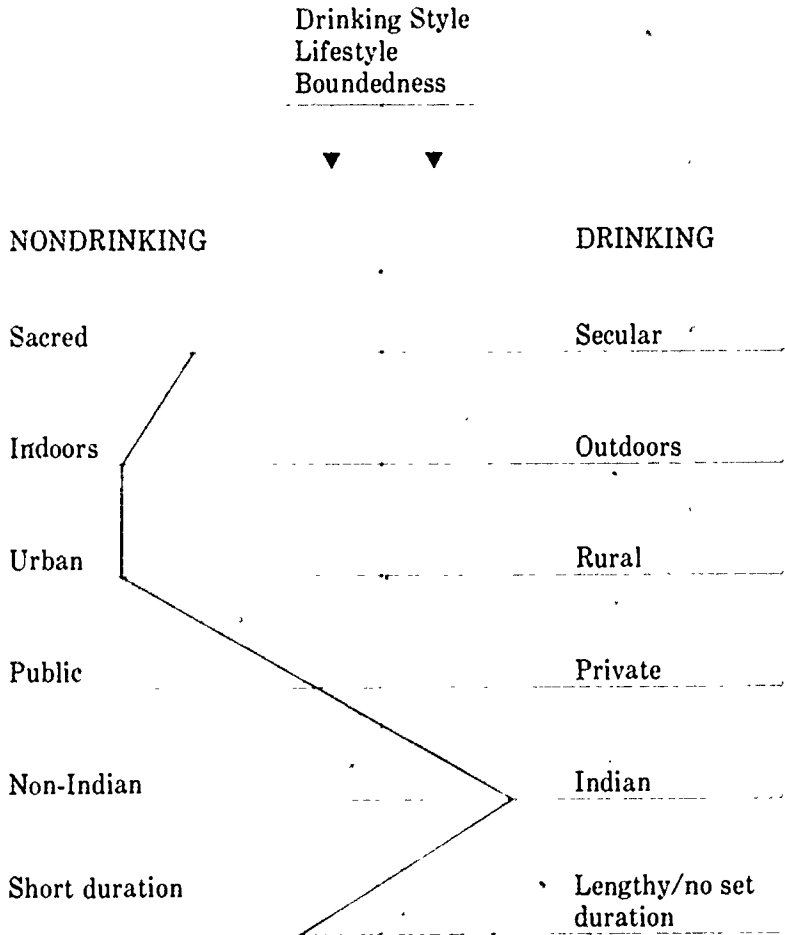 Drinking Style
Lifestyle
Boundedness
NONDRINKING DRINKING
Sacred Secular
Indoors Outdoors
Urban Rural
Public Private
Non-Indian Indian
Short duration Lengthy/no set
duration